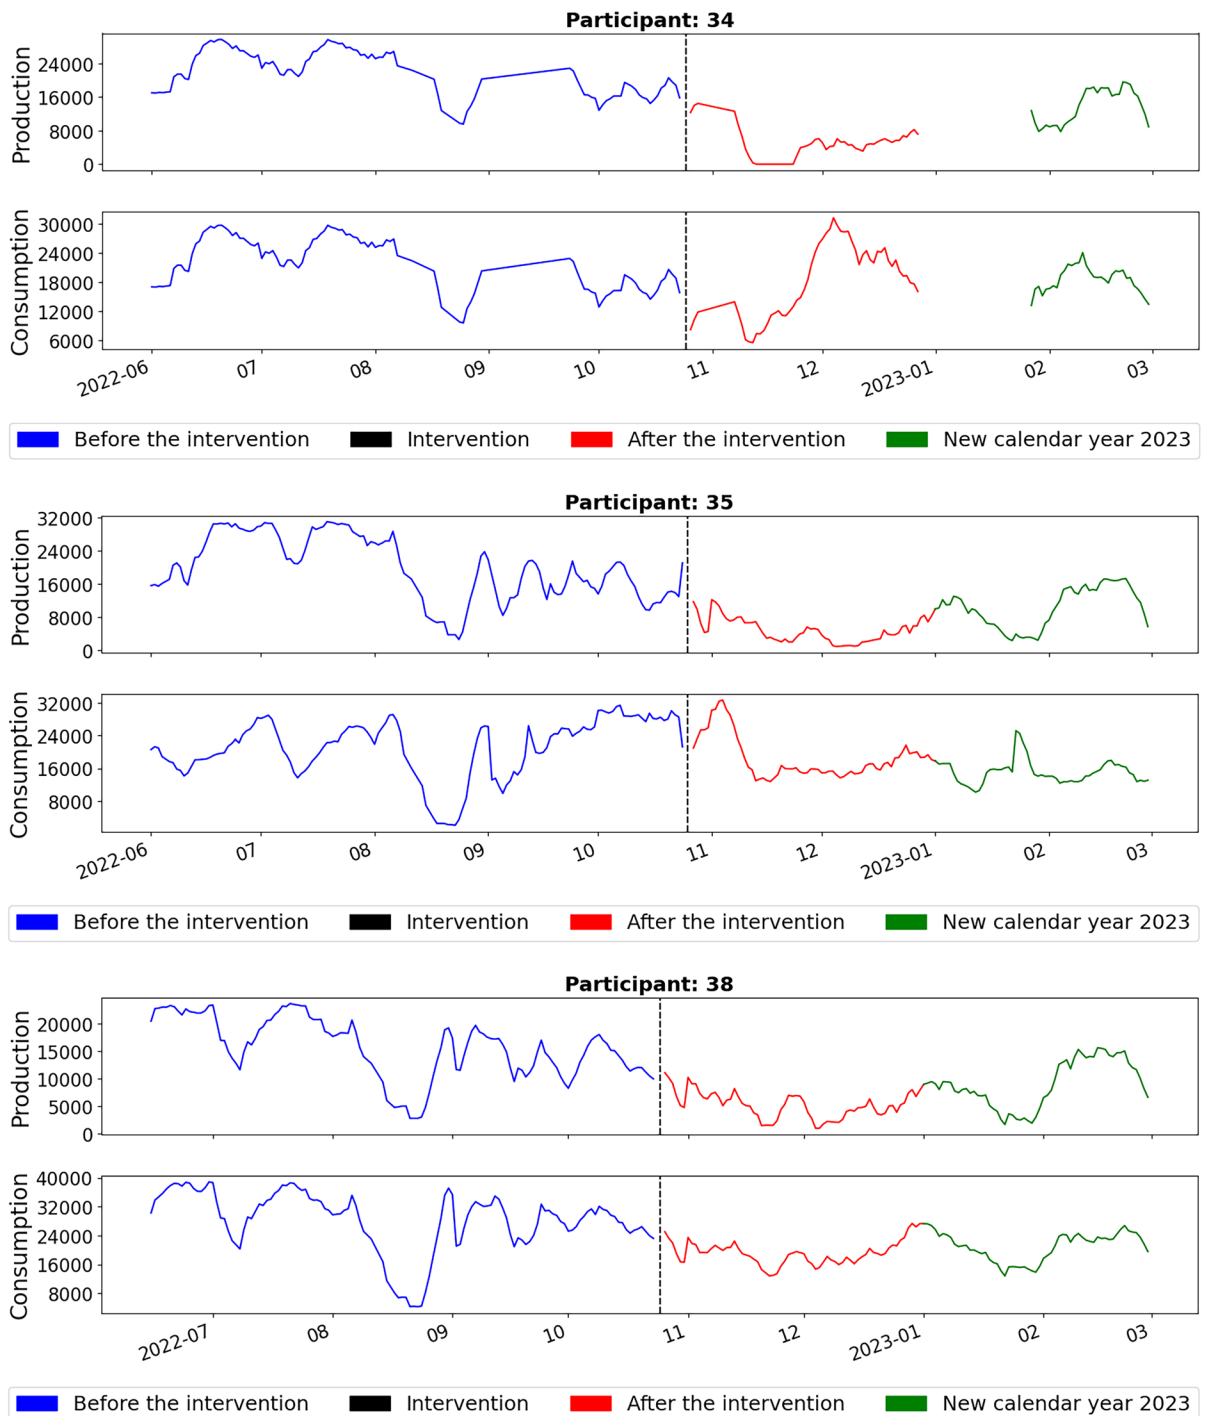 Participant: 34
Production
24000
16000
8000
0
Consumption
30000
24000
18000
12000
6000
2022-06 07 08 09 10 11 12 2023-01 02 03
Before the intervention Intervention After the intervention New calendar year 2023
Participant: 35
Production
32000
24000
16000
8000
0
Consumption
32000
24000
16000
8000
2022-06 07 08 09 10 11 12 2023-01 02 03
Before the intervention Intervention After the intervention New calendar year 2023
Participant: 38
Production
20000
15000
10000
5000
0
Consumption
40000
32000
24000
16000
8000
2022-07 08 09 10 11 12 2023-01 02 03
Before the intervention Intervention After the intervention New calendar year 2023